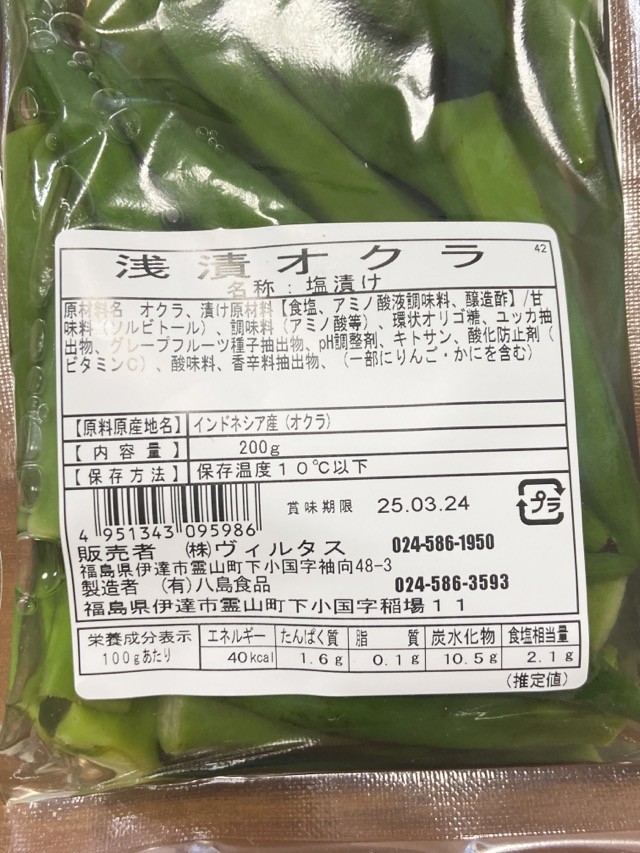 浅漬オクラ
42
名称：塩漬け
原材料名 オクラ、漬け原材料【食塩、アミノ酸液調味料、醸造酢】/甘
味料（ソルビトール）、調味料（アミノ酸等）、環状オリゴ糖、ユッカ抽
出物、グレープフルーツ種子抽出物、pH調整剤、キトサン、酸化防止剤（
ビタミンC）、酸味料、香辛料抽出物、（一部にりんご・かにを含む）
【原料原産地名】 インドネシア産（オクラ）
【内容量】 200g
【保存方法】 保存温度１０℃以下
賞味期限 25.03.24
プラ
4 951343 095986
販売者 （株）ヴィルタス 024-586-1950
福島県伊達市霊山町下小国字袖向48-3
製造者 （有）八島食品 024-586-3593
福島県伊達市霊山町下小国字稲場１１
栄養成分表示 エネルギー たんぱく質 脂質 炭水化物 食塩相当量
100gあたり 40kcal 1.6g 0.1g 10.5g 2.1g
（推定値）